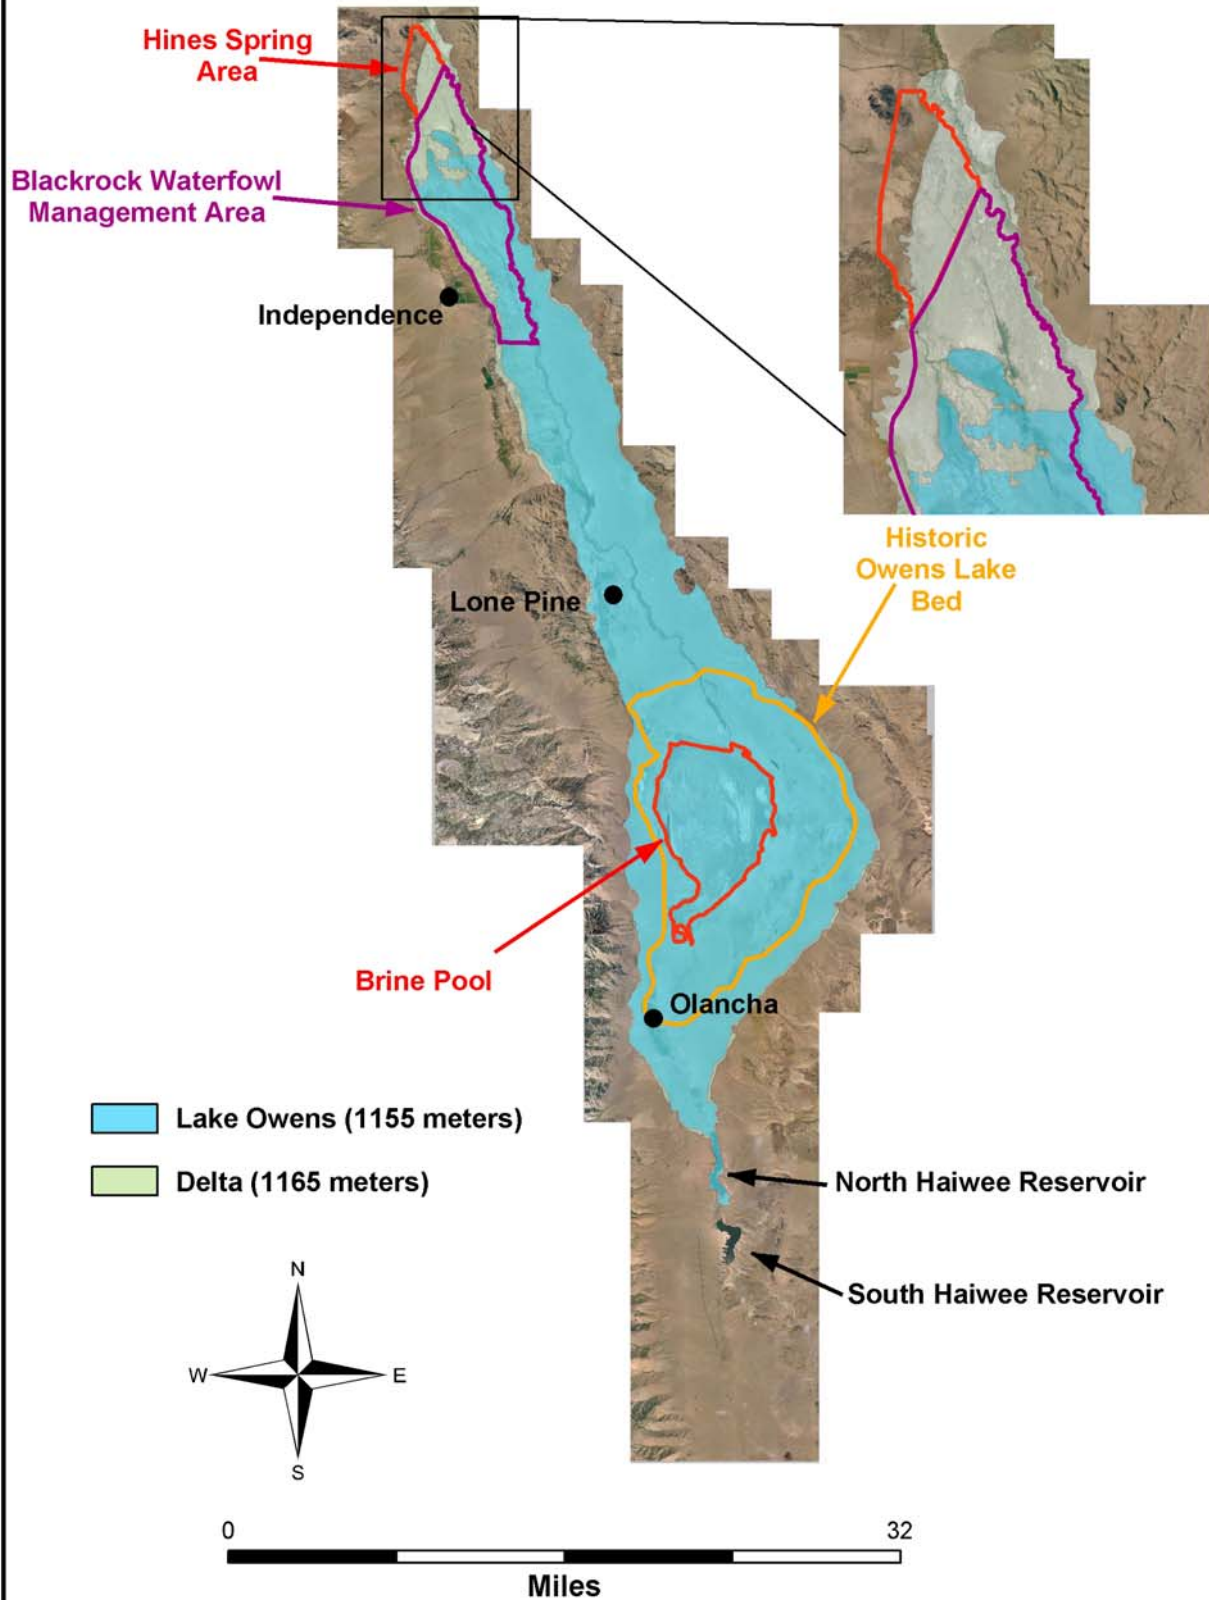 Hines Spring
Area
Blackrock Waterfowl
Management Area
Independence
Historic
Owens Lake
Bed
Lone Pine
Brine Pool
Olancha
Lake Owens (1155 meters)
Delta (1165 meters)
North Haiwee Reservoir
South Haiwee Reservoir
N
W
E
S
0
32
Miles